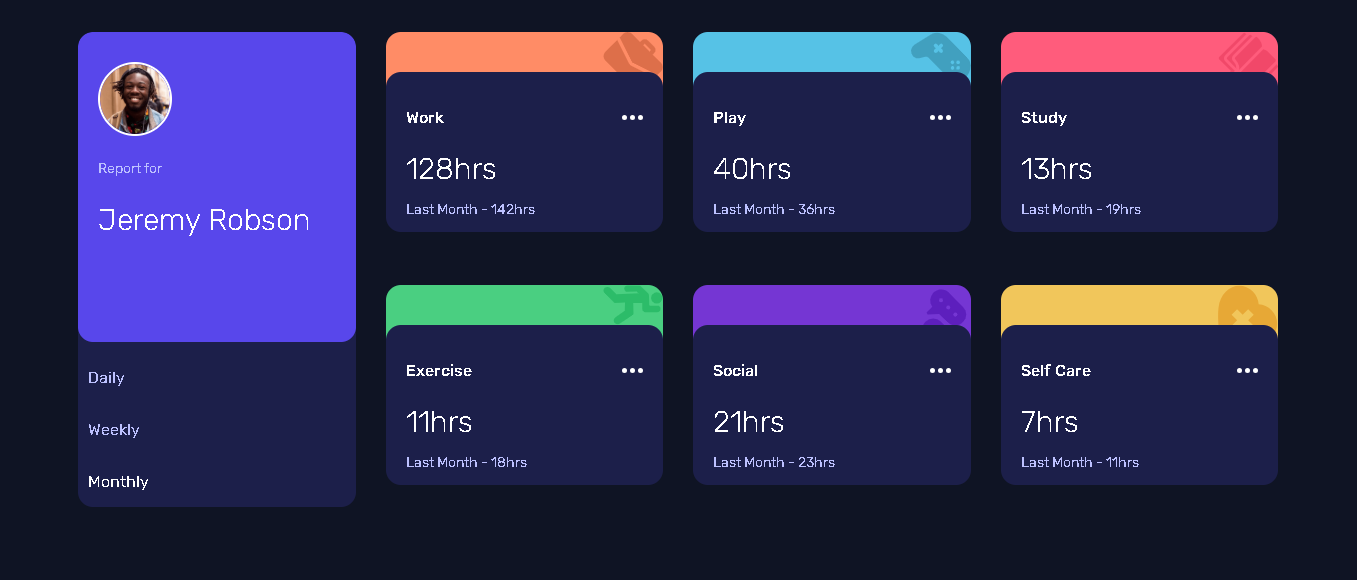 Report for
Jeremy Robson
Daily
Weekly
Monthly
Work
128hrs
Last Month - 142hrs
Play
40hrs
Last Month - 36hrs
Study
13hrs
Last Month - 19hrs
Exercise
11hrs
Last Month - 18hrs
Social
21hrs
Last Month - 23hrs
Self Care
7hrs
Last Month - 11hrs